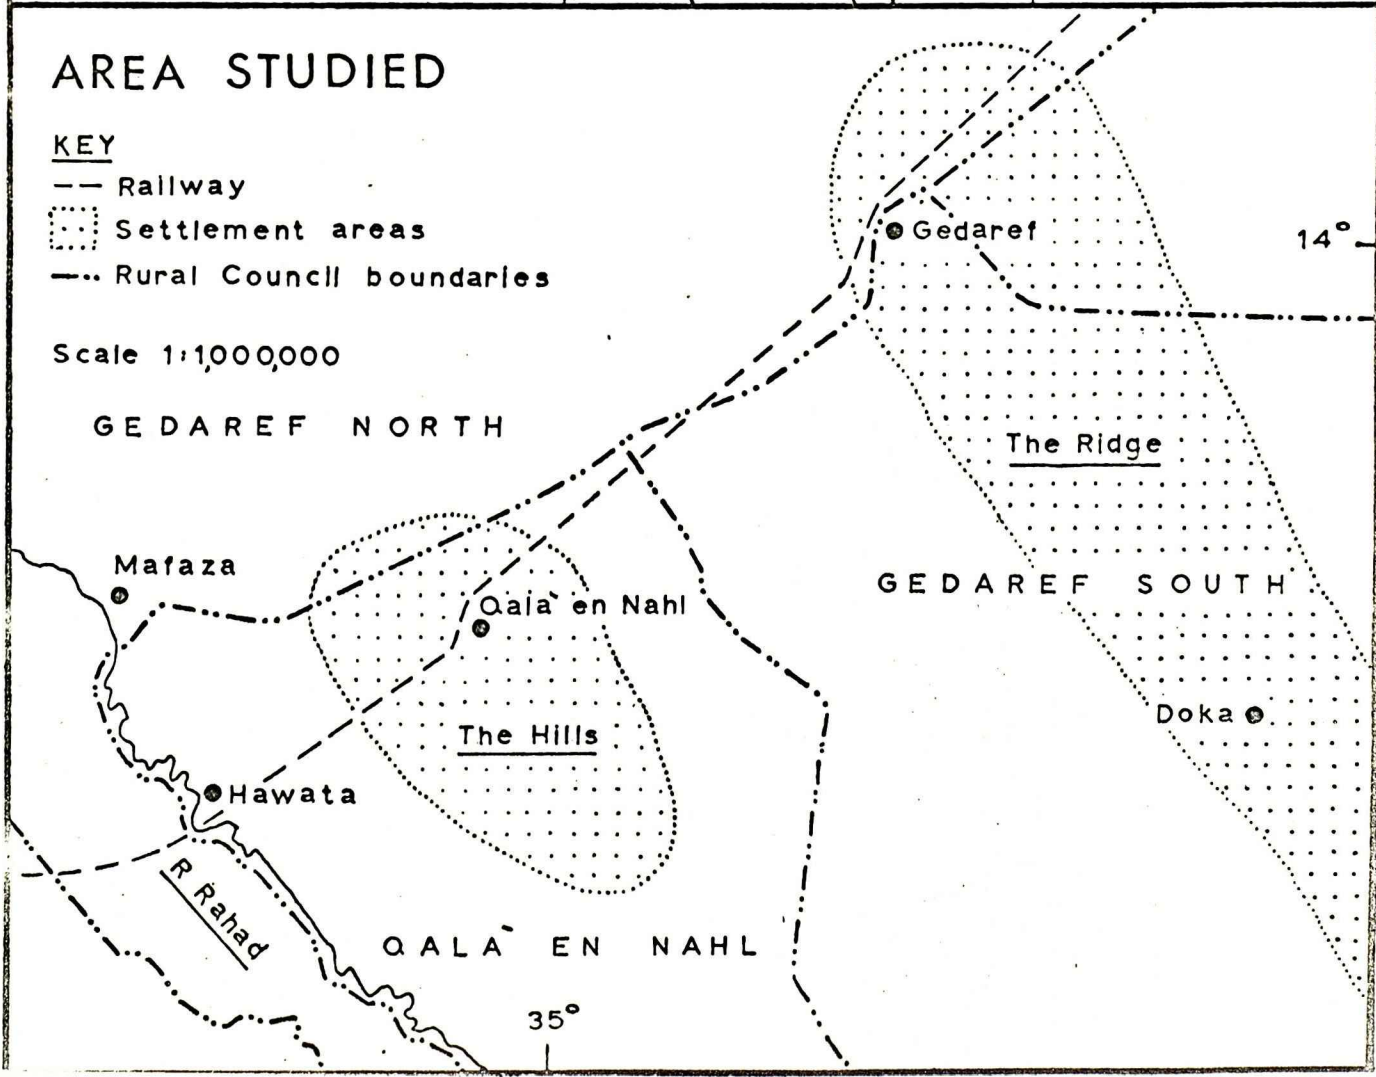 AREA STUDIED
KEY
Railway
Settlement areas
Rural Council boundaries
Scale 1:1,000,000
GEDAREF NORTH
Gedaref
14°
The Ridge
Mafaza
Qala` en Nahl
GEDAREF SOUTH
The Hills
Doka
Hawata
R Rahad
QALA` EN NAHL
35°